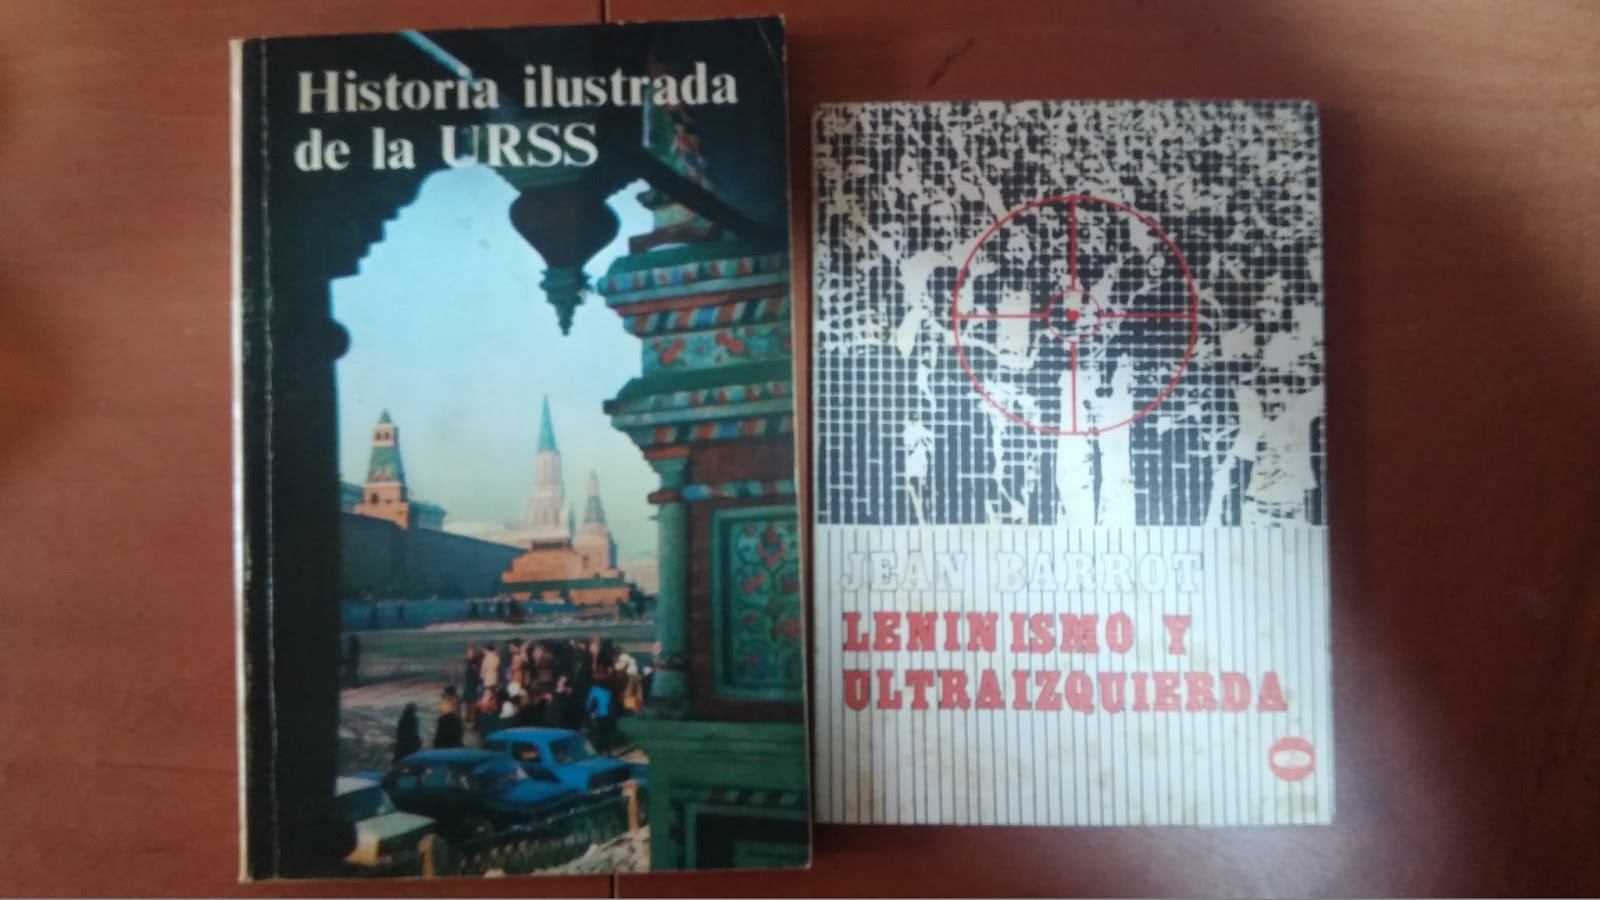 Historia ilustrada
de la URSS
JEAN BARROT
LENINISMO Y
ULTRAIZQUIERDA